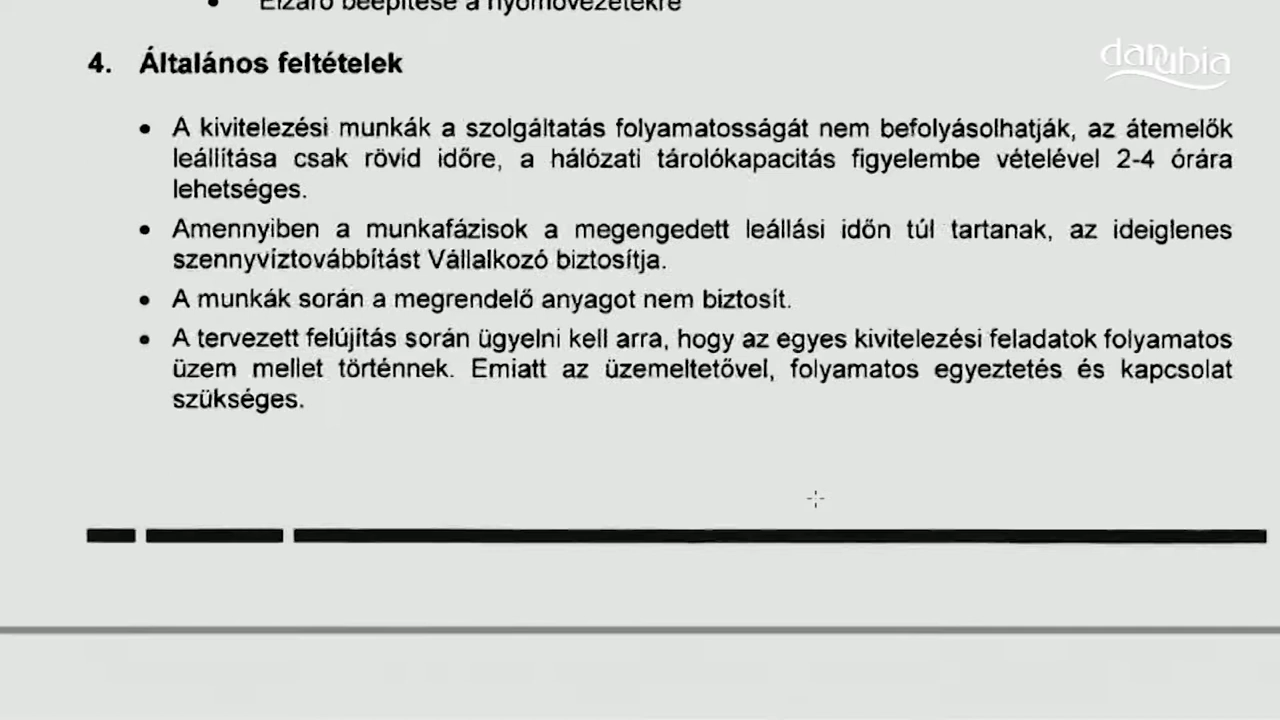 Elzáró beépítése a nyomóvezetékre
danubia
4. Általános feltételek
• A kivitelezési munkák a szolgáltatás folyamatosságát nem befolyásolhatják, az átemelők
leállítása csak rövid időre, a hálózati tárolókapacitás figyelembe vételével 2-4 órára
lehetséges.
• Amennyiben a munkafázisok a megengedett leállási időn túl tartanak, az ideiglenes
szennyvíztovábbítást Vállalkozó biztosítja.
• A munkák során a megrendelő anyagot nem biztosít.
• A tervezett felújítás során ügyelni kell arra, hogy az egyes kivitelezési feladatok folyamatos
üzem mellet történnek. Emiatt az üzemeltetővel, folyamatos egyeztetés és kapcsolat
szükséges.